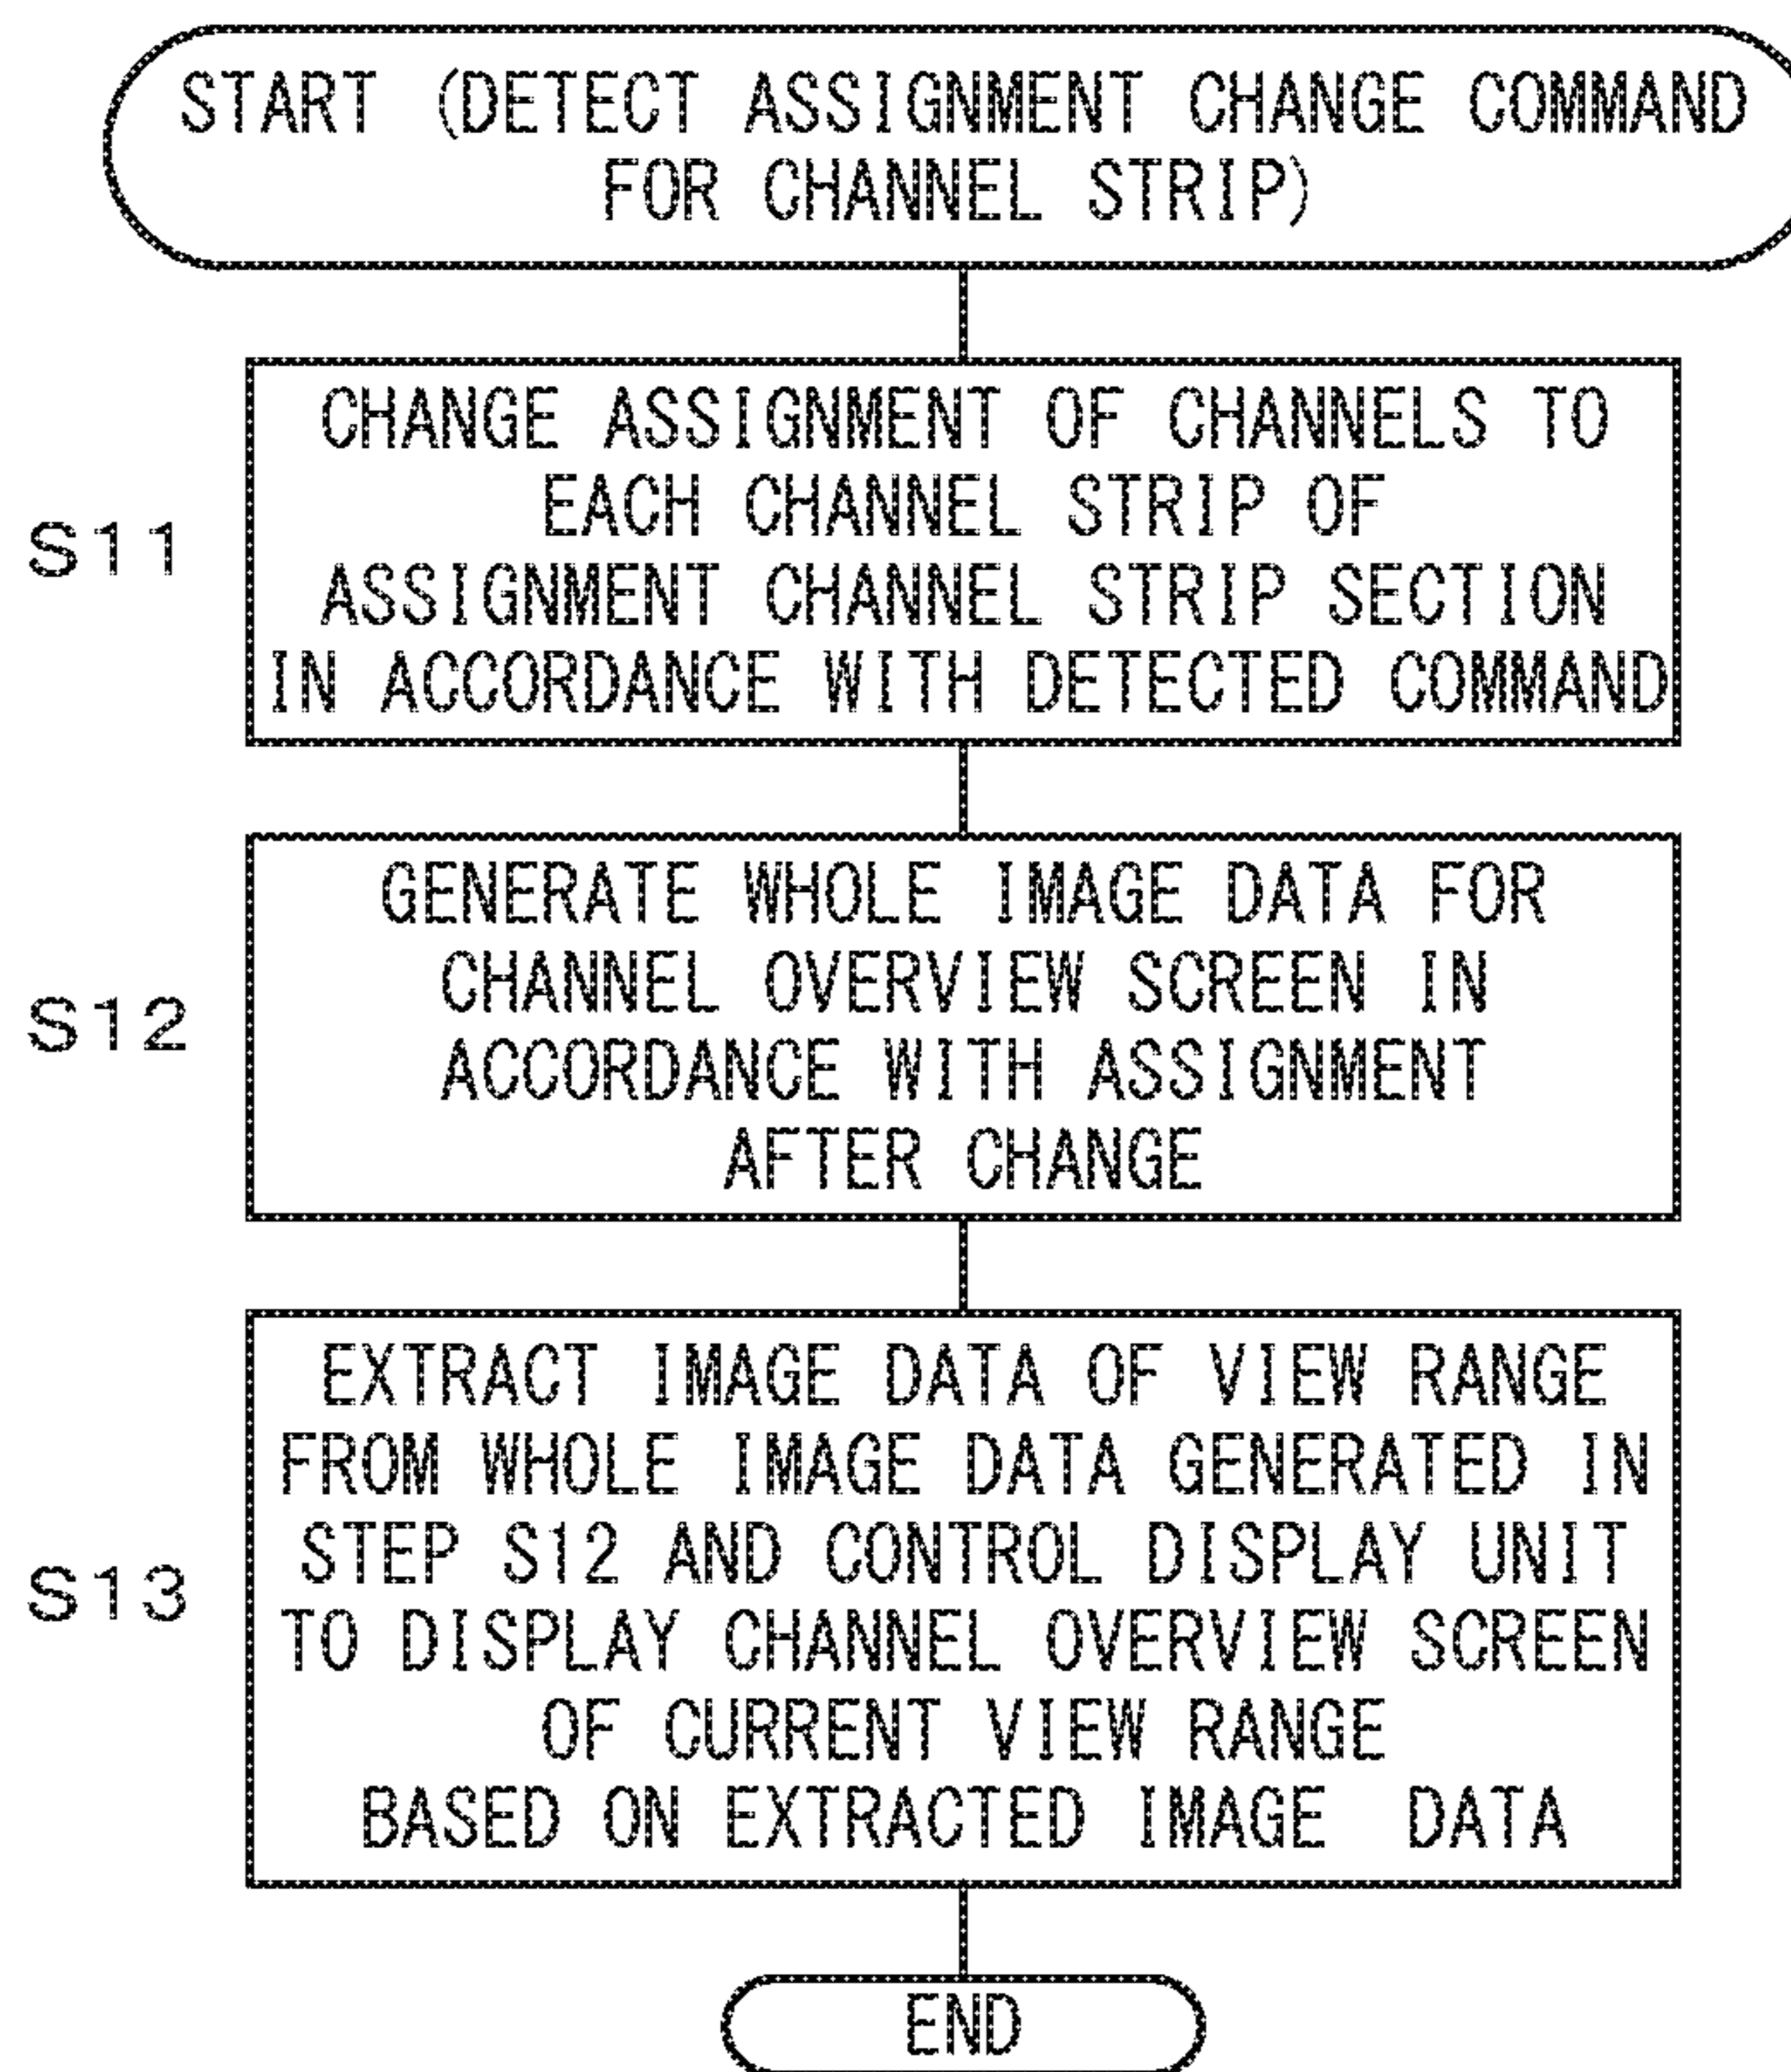 START (DETECT ASSIGNMENT CHANGE COMMAND
FOR CHANNEL STRIP)
S11
CHANGE ASSIGNMENT OF CHANNELS TO
EACH CHANNEL STRIP OF
ASSIGNMENT CHANNEL STRIP SECTION
IN ACCORDANCE WITH DETECTED COMMAND
S12
GENERATE WHOLE IMAGE DATA FOR
CHANNEL OVERVIEW SCREEN IN
ACCORDANCE WITH ASSIGNMENT
AFTER CHANGE
S13
EXTRACT IMAGE DATA OF VIEW RANGE
FROM WHOLE IMAGE DATA GENERATED IN
STEP S12 AND CONTROL DISPLAY UNIT
TO DISPLAY CHANNEL OVERVIEW SCREEN
OF CURRENT VIEW RANGE
BASED ON EXTRACTED IMAGE DATA
END